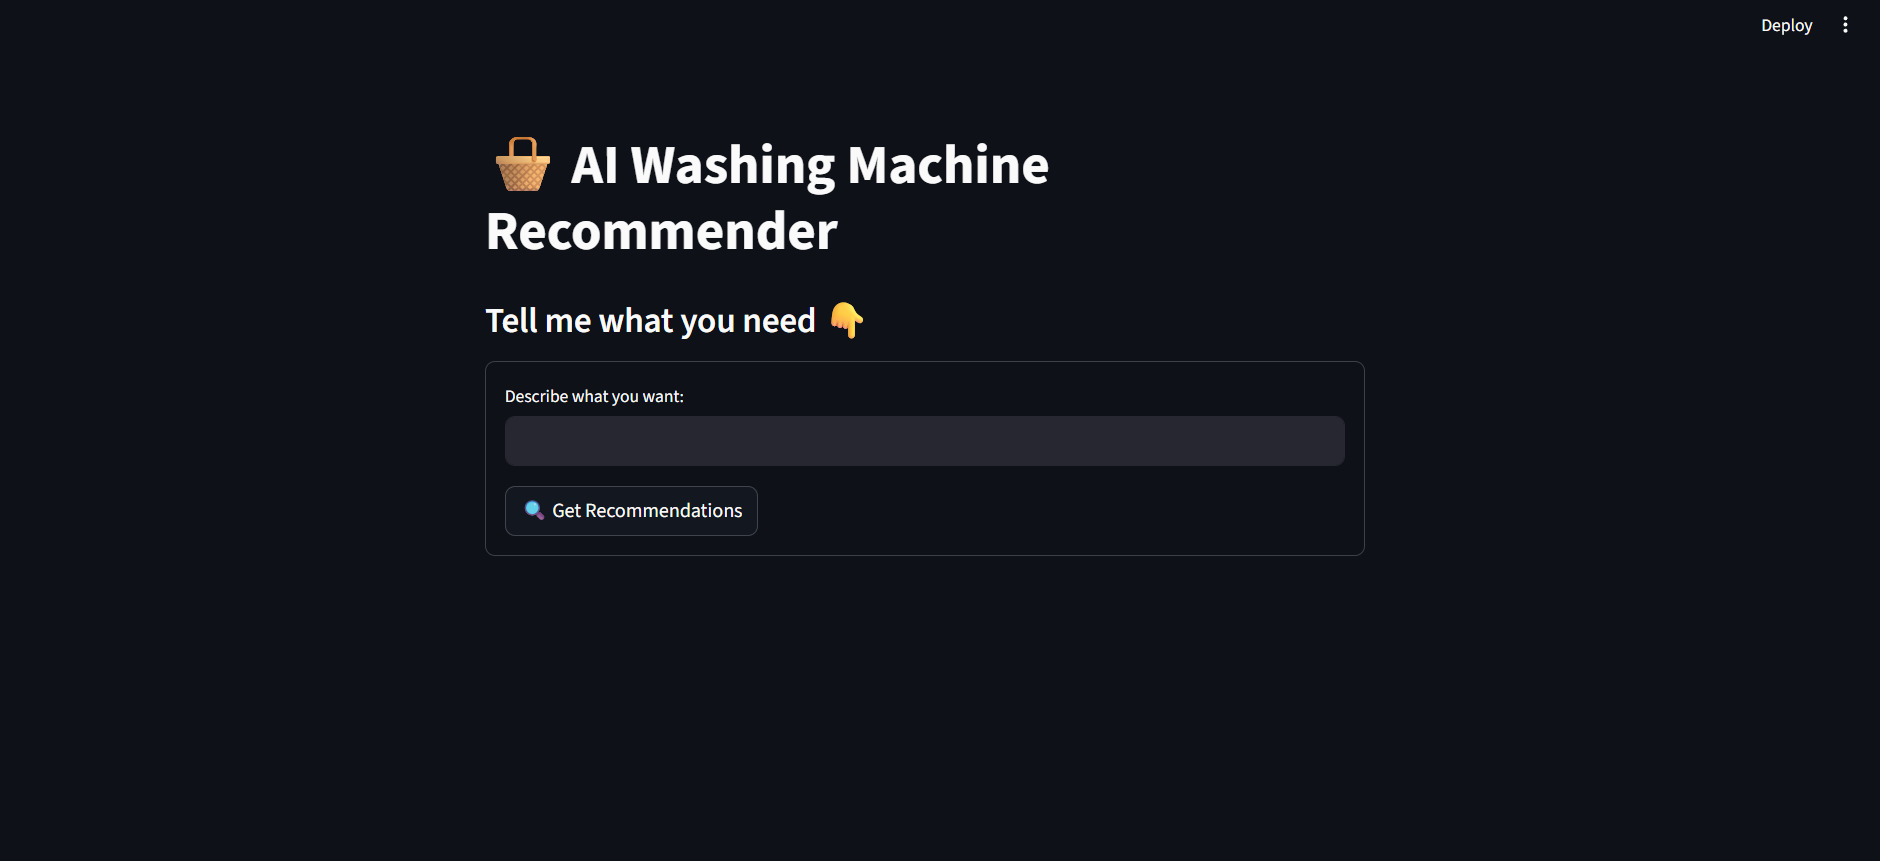 Deploy
AI Washing Machine
Recommender
Tell me what you need
Describe what you want:
Get Recommendations